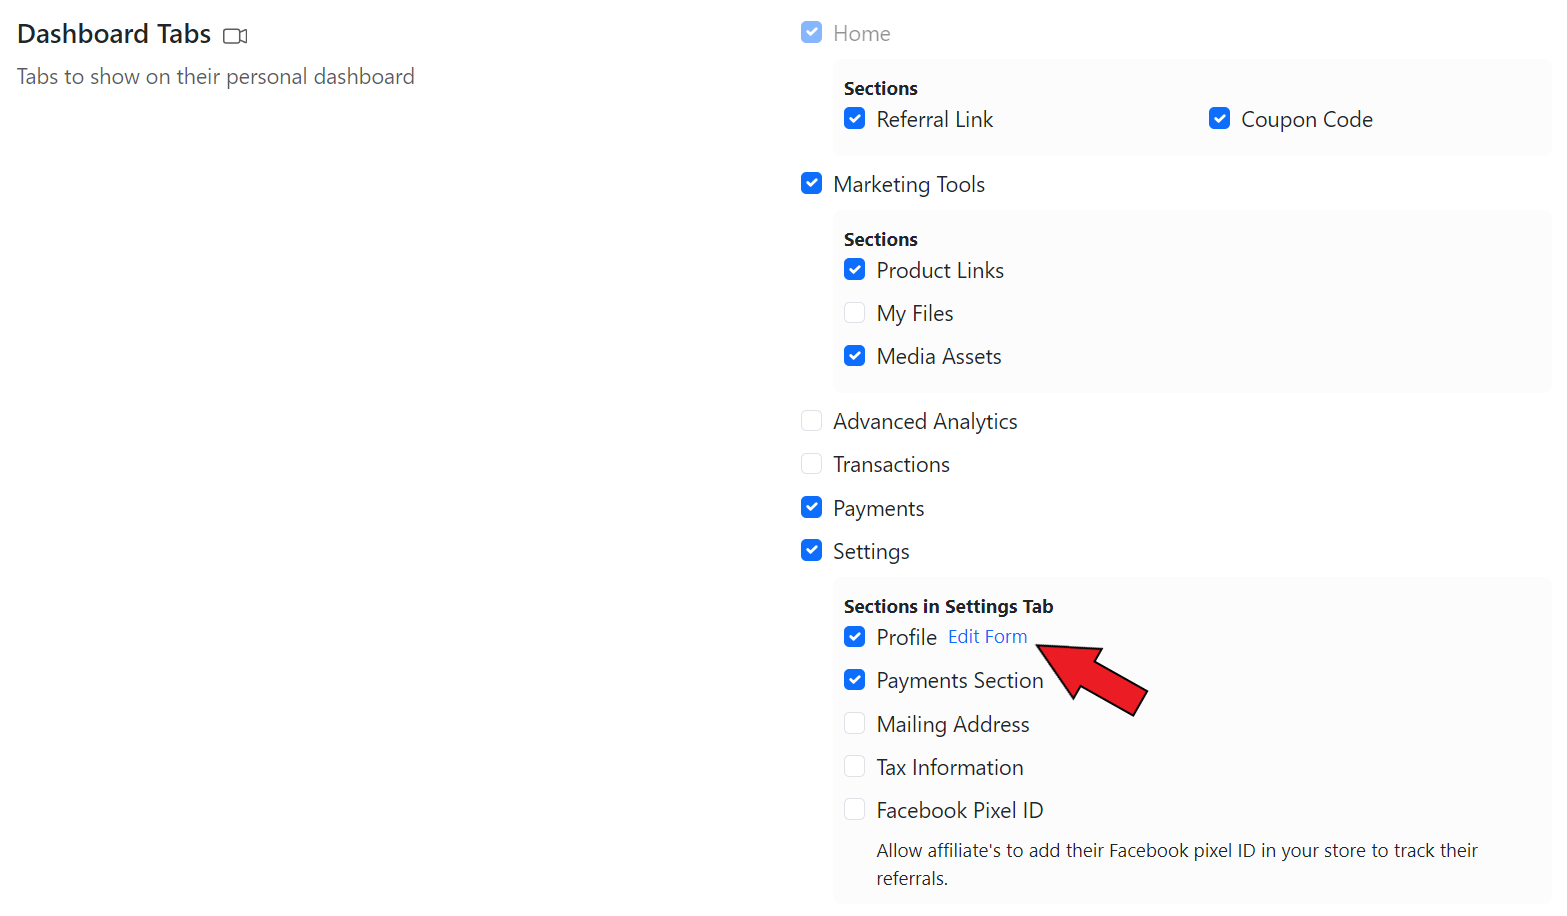 Dashboard Tabs
Tabs to show on their personal dashboard
Home
Sections
Referral Link
Coupon Code
Marketing Tools
Sections
Product Links
My Files
Media Assets
Advanced Analytics
Transactions
Payments
Settings
Sections in Settings Tab
Profile Edit Form
Payments Section
Mailing Address
Tax Information
Facebook Pixel ID
Allow affiliate's to add their Facebook pixel ID in your store to track their
referrals.